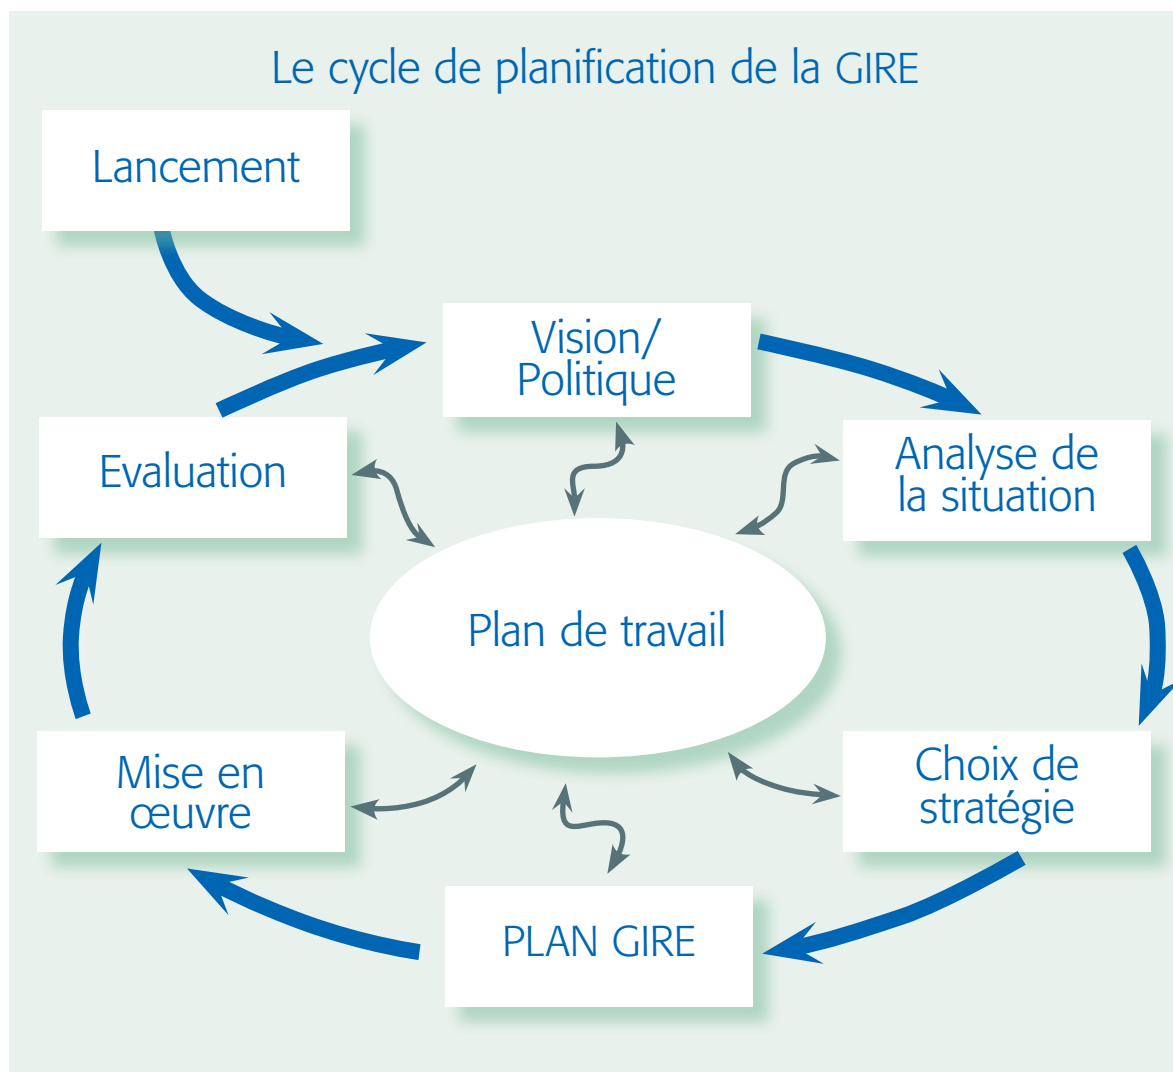 Le cycle de planification de la GIRE
Lancement
Vision/
Politique
Analyse de
la situation
Evaluation
Plan de travail
Choix de
stratégie
Mise en
œuvre
PLAN GIRE